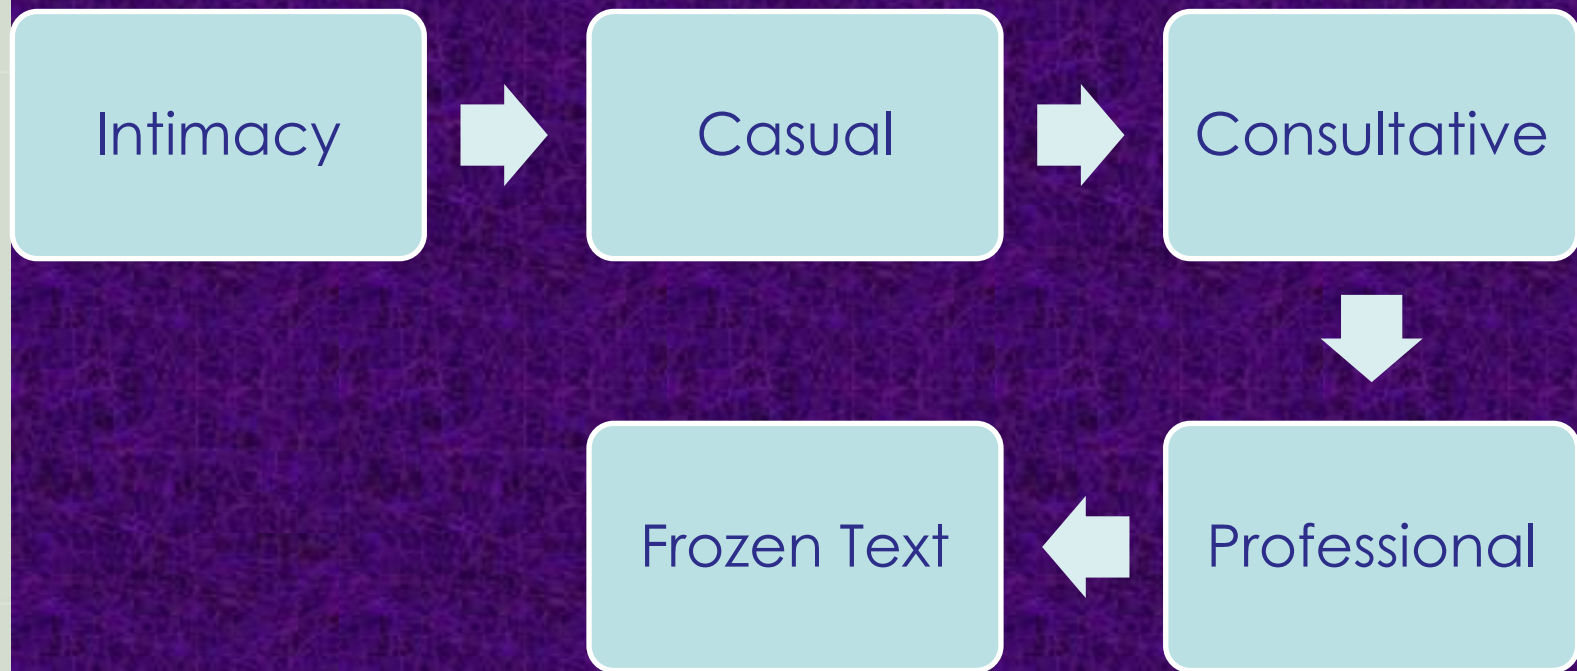 Intimacy
Casual
Consultative
Professional
Frozen Text